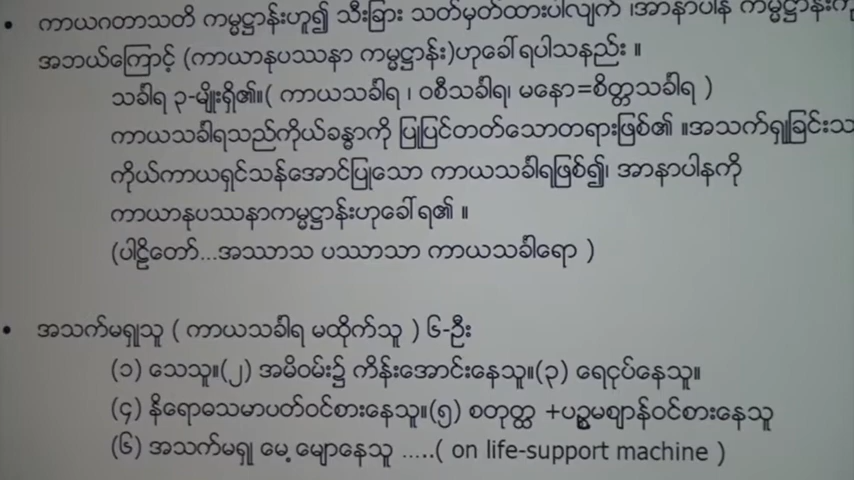 • ကာယဂတာသတိ ကမ္မဋ္ဌာန်းဟူ၍ သီးခြား သတ်မှတ်ထားပါလျက် ၊အာနာပါန ကမ္မဋ္ဌာန်းကို
အဘယ်ကြောင့် (ကာယာနုပဿနာ ကမ္မဋ္ဌာန်း)ဟုခေါ်ရပါသနည်း ။
သင်္ခါရ ၃-မျိုးရှိ၏။( ကာယသင်္ခါရ ၊ ဝစီသင်္ခါရ၊ မနော=စိတ္တသင်္ခါရ )
ကာယသင်္ခါရသည်ကိုယ်ခန္ဓာကို ပြုပြင်တတ်သောတရားဖြစ်၏ ။အသက်ရှူခြင်းသ
ကိုယ်ကာယရှင်သန်အောင်ပြုသော ကာယသင်္ခါရဖြစ်၍၊ အာနာပါနကို
ကာယာနုပဿနာကမ္မဋ္ဌာန်းဟုခေါ်ရ၏ ။
(ပါဠိတော်...အဿာသ ပဿာသာ ကာယသင်္ခါရော )
• အသက်မရှူသူ ( ကာယသင်္ခါရ မထိုက်သူ ) ၆-ဦး
(၁) သေသူ။(၂) အမိဝမ်း၌ ကိန်းအောင်းနေသူ။(၃) ရေငုပ်နေသူ။
(၄) နိရောဓသမာပတ်ဝင်စားနေသူ။(၅) စတုတ္ထ +ပဉ္စမဈာန်ဝင်စားနေသူ
(၆) အသက်မရှူ မေ့ မျောနေသူ .....( on life-support machine )